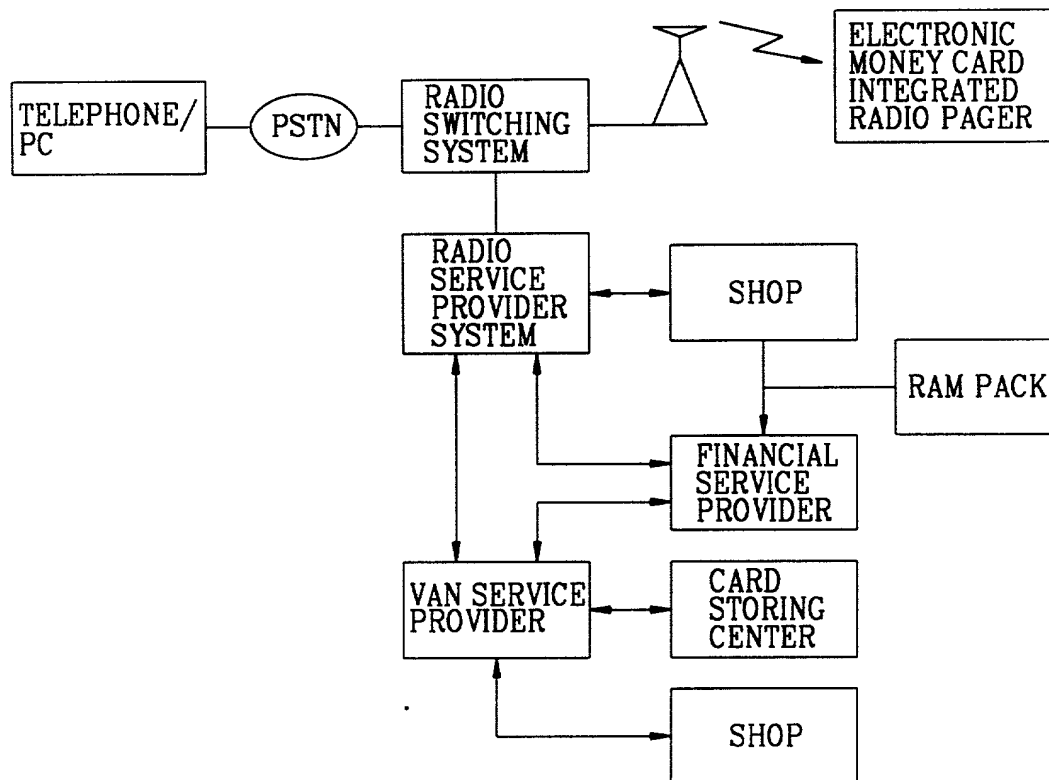 ELECTRONIC
MONEY CARD
INTEGRATED
RADIO PAGER
TELEPHONE/
PC
PSTN
RADIO
SWITCHING
SYSTEM
RADIO
SERVICE
PROVIDER
SYSTEM
SHOP
RAM PACK
FINANCIAL
SERVICE
PROVIDER
VAN SERVICE
PROVIDER
CARD
STORING
CENTER
SHOP